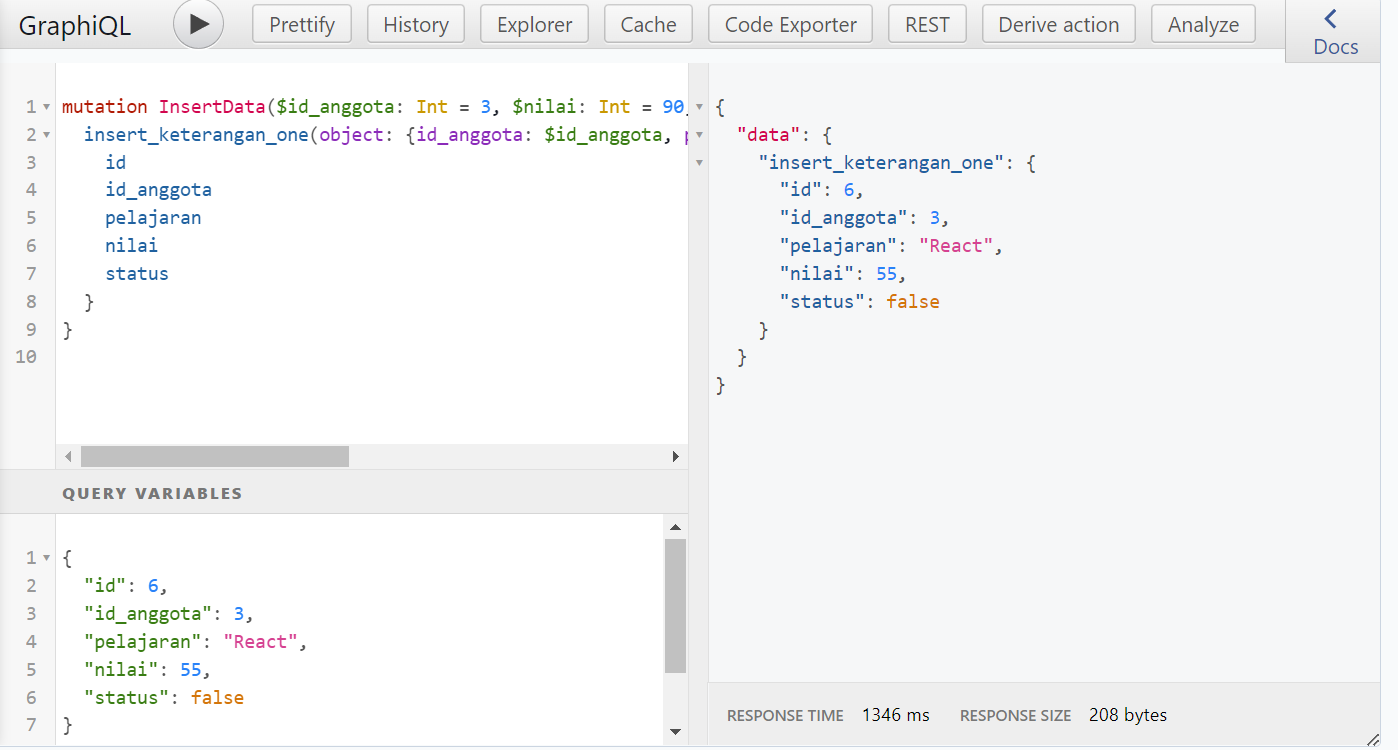 GraphiQL Prettify History Explorer Cache Code Exporter REST Derive action Analyze Docs
1 mutation InsertData($id_anggota: Int = 3, $nilai: Int = 90
2 insert_keterangan_one(object: {id_anggota: $id_anggota,
3 id
4 id_anggota
5 pelajaran
6 nilai
7 status
8 }
9 }
10
QUERY VARIABLES
1 {
2 "id": 6,
3 "id_anggota": 3,
4 "pelajaran": "React",
5 "nilai": 55,
6 "status": false
7 }
{
"data": {
"insert_keterangan_one": {
"id": 6,
"id_anggota": 3,
"pelajaran": "React",
"nilai": 55,
"status": false
}
}
}
RESPONSE TIME 1346 ms RESPONSE SIZE 208 bytes